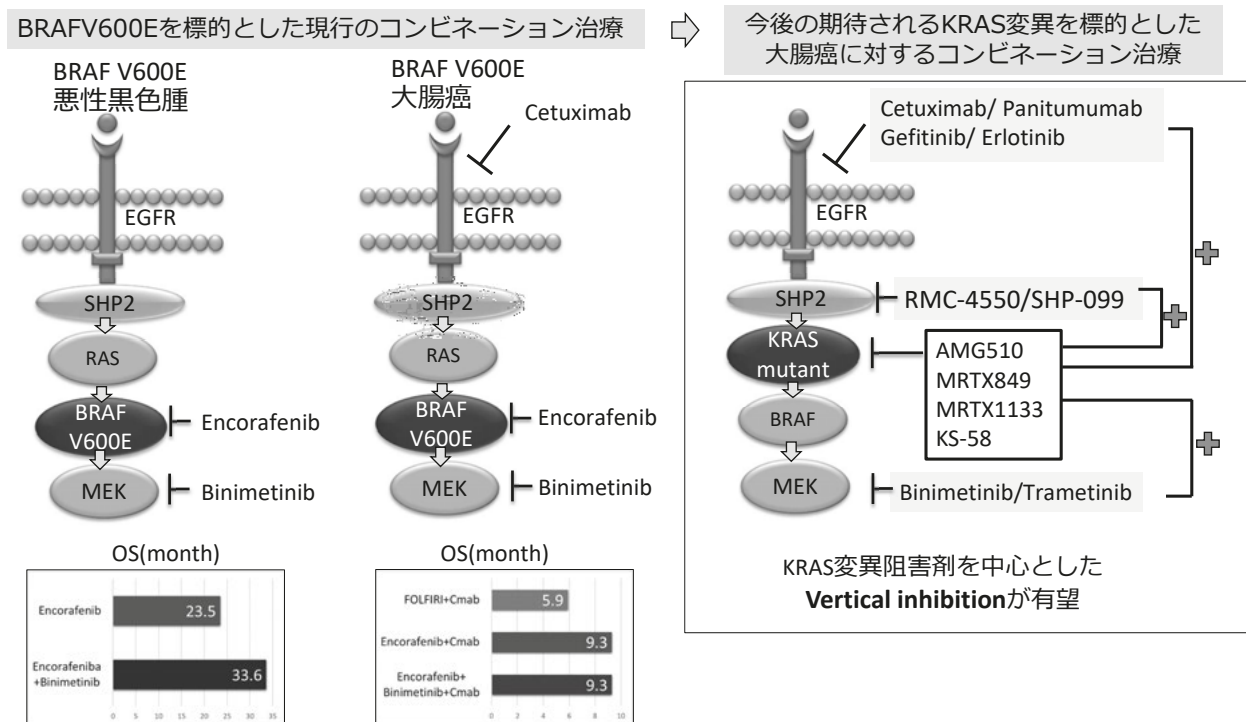 BRAFV600Eを標的とした現行のコンビネーション治療
BRAF V600E
悪性黒色腫
EGFR
SHP2
RAS
BRAF
V600E
Encorafenib
MEK
Binimetinib
OS(month)
Encorafenib
23.5
Encorafeniba
+Binimetinib
33.6
0 5 10 15 20 25 30 35
BRAF V600E
大腸癌
Cetuximab
EGFR
SHP2
RAS
BRAF
V600E
Encorafenib
MEK
Binimetinib
OS(month)
FOLFIRI+Cmab
5.9
Encorafenib+Cmab
9.3
Encorafenib+
Binimetinib+Cmab
9.3
0 2 4 6 8 10
今後の期待されるKRAS変異を標的とした
大腸癌に対するコンビネーション治療
Cetuximab/ Panitumumab
Gefitinib/ Erlotinib
EGFR
SHP2
RMC-4550/SHP-099
KRAS
mutant
AMG510
MRTX849
MRTX1133
KS-58
BRAF
MEK
Binimetinib/Trametinib
KRAS変異阻害剤を中心とした
Vertical inhibitionが有望